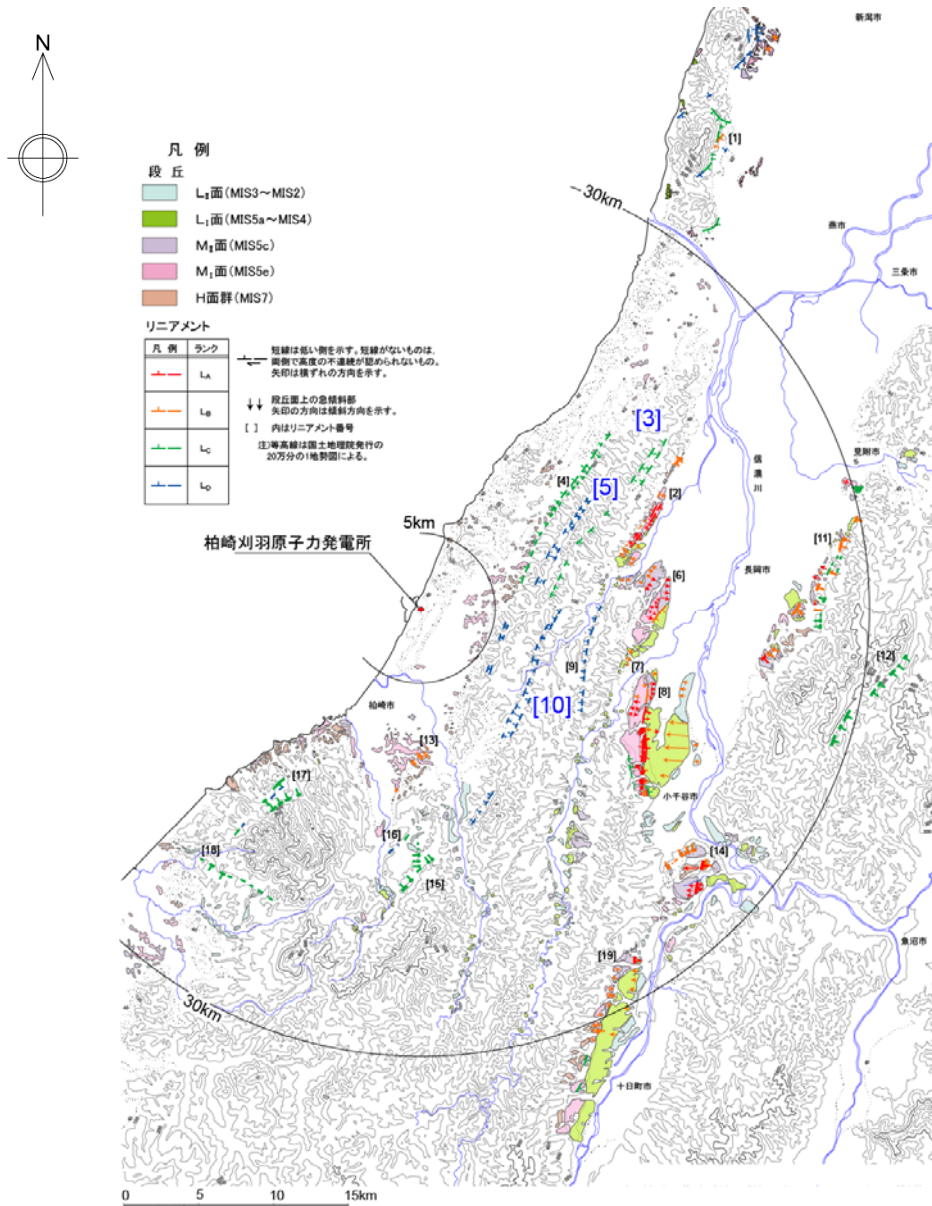 N
新潟市
凡 例
段 丘
LⅡ面(MIS3～MIS2)
LⅠ面(MIS5a～MIS4)
MⅡ面(MIS5c)
MⅠ面(MIS5e)
H面群(MIS7)
リニアメント
凡 例 ランク
LA
LB
LC
LD
短線は低い側を示す。短線がないものは、
両側で高度の不連続が認められないもの。
矢印は横ずれの方向を示す。
段丘面上の急傾斜部
矢印の方向は傾斜方向を示す。
[ ] 内はリニアメント番号
注)等高線は国土地理院発行の
20万分の1地勢図による。
[1]
30km
燕市
三条市
[3]
見附市
[4]
[5]
[2]
信濃川
5km
柏崎刈羽原子力発電所
[11]
長岡市
[6]
[7]
[9]
[12]
[8]
[10]
柏崎市
[13]
[17]
小千谷市
[16]
[18]
[15]
[14]
魚沼市
[19]
30km
十日町市
0 5 10 15km